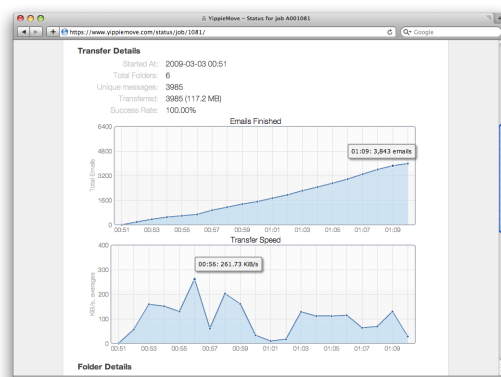 YippieMove – Status for job A001081
https://www.yippiemove.com/status/job/1081/
Google
Transfer Details
Started At: 2009-03-03 00:51
Total Folders: 6
Unique messages: 3985
Transferred: 3985 (117.2 MB)
Success Rate: 100.00%
Emails Finished
6400
4800
3200
1600
0
Total Emails
01:09: 3,843 emails
00:51 00:53 00:55 00:57 00:59 01:01 01:03 01:05 01:07 01:09
Transfer Speed
400
300
200
100
0
KiB/s, averages
00:56: 261.73 KiB/s
00:51 00:53 00:55 00:57 00:59 01:01 01:03 01:05 01:07 01:09
Folder Details